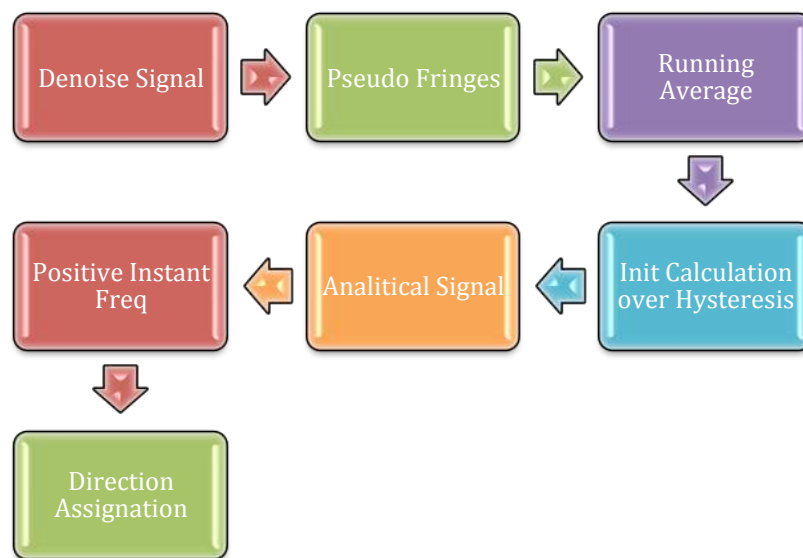 Denoise Signal
Pseudo Fringes
Running
Average
Init Calculation
over Hysteresis
Analitical Signal
Positive Instant
Freq
Direction
Assignation